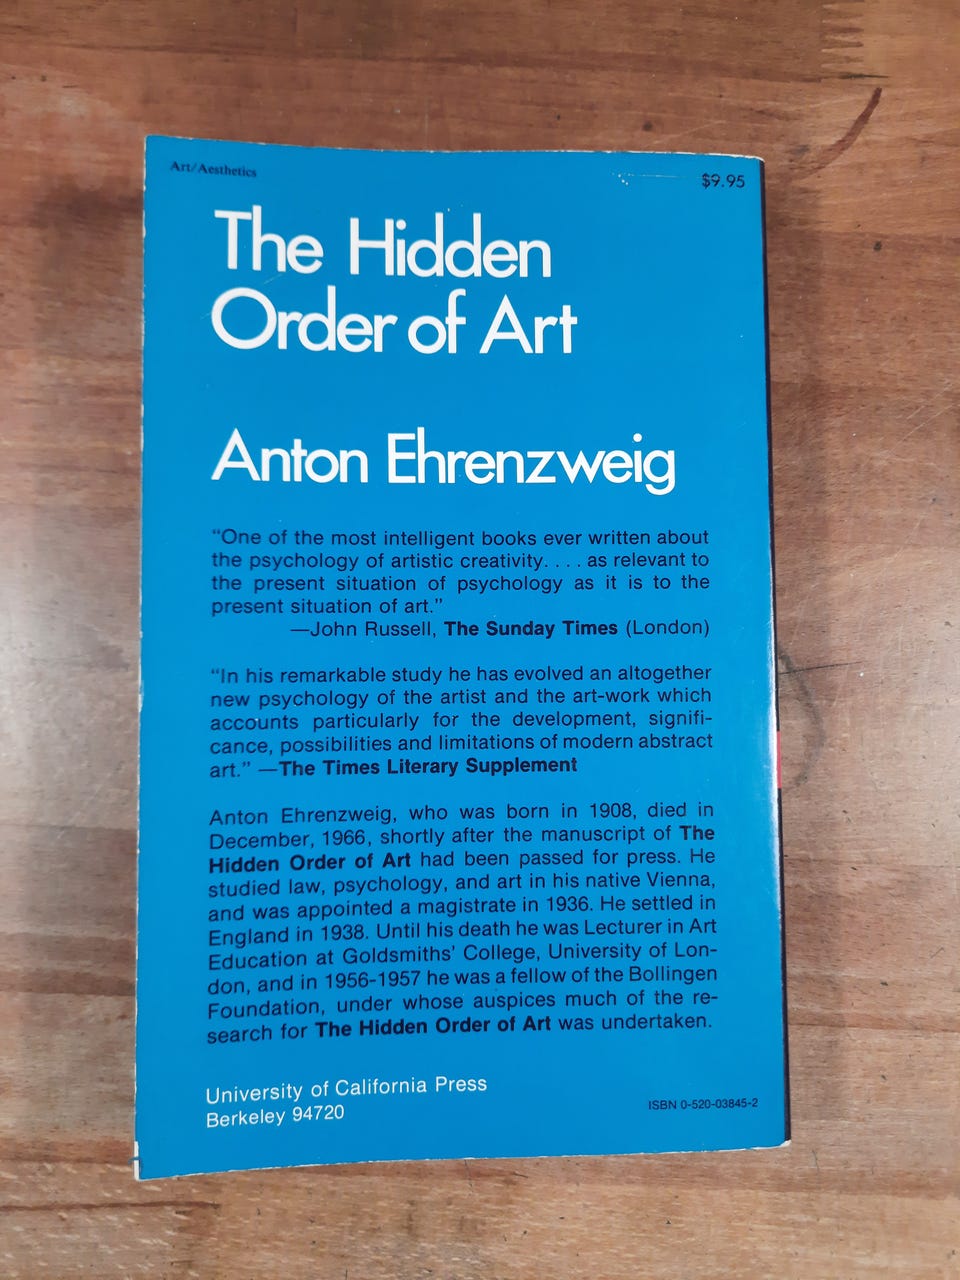 Art/Aesthetics
$9.95
The Hidden
Order of Art
Anton Ehrenzweig
“One of the most intelligent books ever written about
the psychology of artistic creativity. . . . as relevant to
the present situation of psychology as it is to the
present situation of art.”
—John Russell, The Sunday Times (London)
“In his remarkable study he has evolved an altogether
new psychology of the artist and the art-work which
accounts particularly for the development, signifi-
cance, possibilities and limitations of modern abstract
art.” —The Times Literary Supplement
Anton Ehrenzweig, who was born in 1908, died in
December, 1966, shortly after the manuscript of The
Hidden Order of Art had been passed for press. He
studied law, psychology, and art in his native Vienna,
and was appointed a magistrate in 1936. He settled in
England in 1938. Until his death he was Lecturer in Art
Education at Goldsmiths’ College, University of Lon-
don, and in 1956-1957 he was a fellow of the Bollingen
Foundation, under whose auspices much of the re-
search for The Hidden Order of Art was undertaken.
University of California Press
Berkeley 94720
ISBN 0-520-03845-2